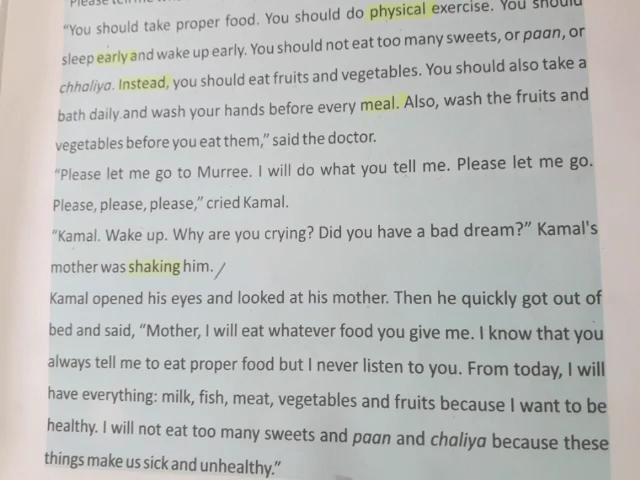 "Please tell me
"You should take proper food. You should do physical exercise. You should
sleep early and wake up early. You should not eat too many sweets, or paan, or
chhaliya. Instead, you should eat fruits and vegetables. You should also take a
bath daily and wash your hands before every meal. Also, wash the fruits and
vegetables before you eat them," said the doctor.
"Please let me go to Murree. I will do what you tell me. Please let me go.
Please, please, please," cried Kamal.
"Kamal. Wake up. Why are you crying? Did you have a bad dream?" Kamal's
mother was shaking him. /
Kamal opened his eyes and looked at his mother. Then he quickly got out of
bed and said, "Mother, I will eat whatever food you give me. I know that you
always tell me to eat proper food but I never listen to you. From today, I will
have everything: milk, fish, meat, vegetables and fruits because I want to be
healthy. I will not eat too many sweets and paan and chaliya because these
things make us sick and unhealthy."